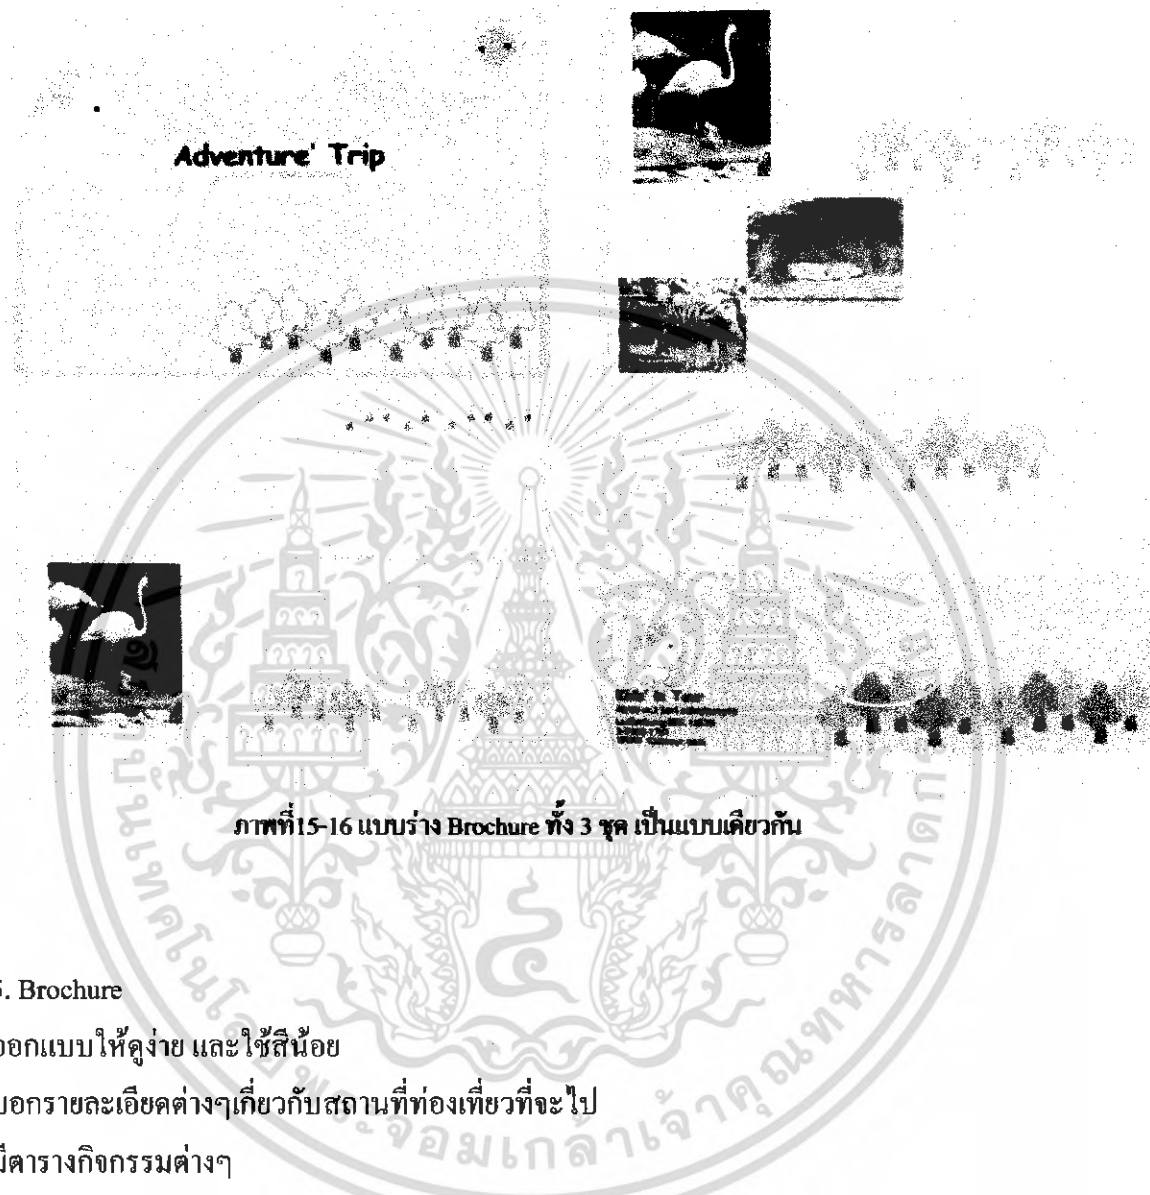 Adventure' Trip
ภาพที่15-16 แบบร่าง Brochure ทั้ง 3 ชุด เป็นแบบเดียวกัน
. Brochure
ออกแบบให้ดูง่าย และใช้สีน้อย
บอกรายละเอียดต่างๆเกี่ยวกับสถานที่ท่องเที่ยวที่จะไป
มีตารางกิจกรรมต่างๆ